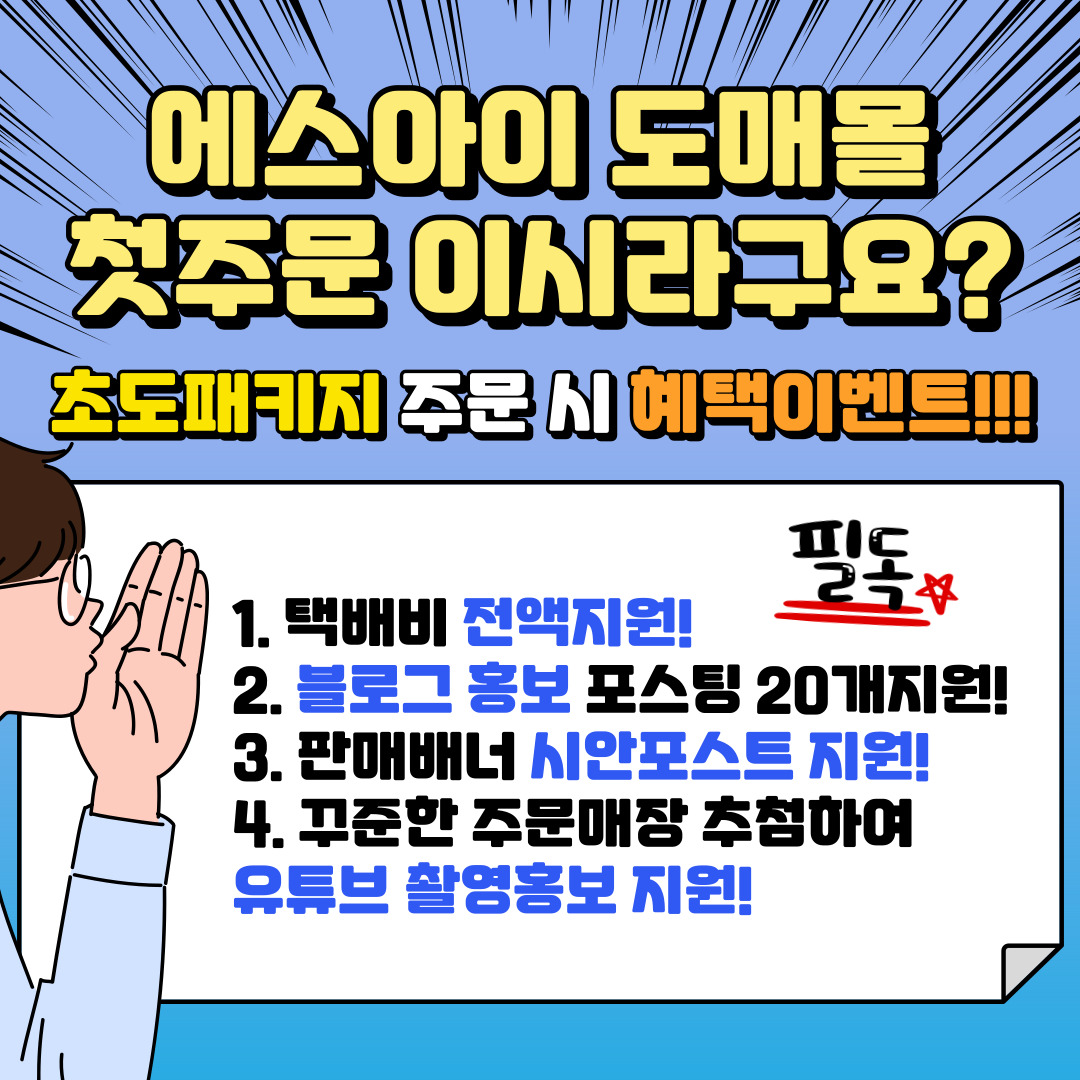 에스아이 도매몰
첫주문 이시라구요?
초도패키지 주문 시 혜택이벤트!!!
필독
1. 택배비 전액지원!
2. 블로그 홍보 포스팅 20개지원!
3. 판매배너 시안포스트 지원!
4. 꾸준한 주문매장 추첨하여
유튜브 촬영홍보 지원!